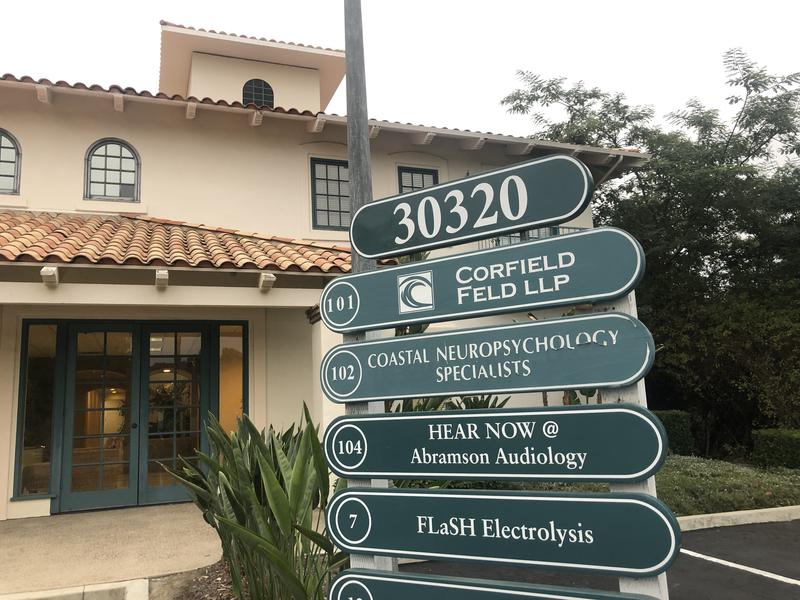 30320
101 CORFIELD
FELD LLP
102 COASTAL NEUROPSYCHOLOGY
SPECIALISTS
104 HEAR NOW @
Abramson Audiology
7 FLaSH Electrolysis